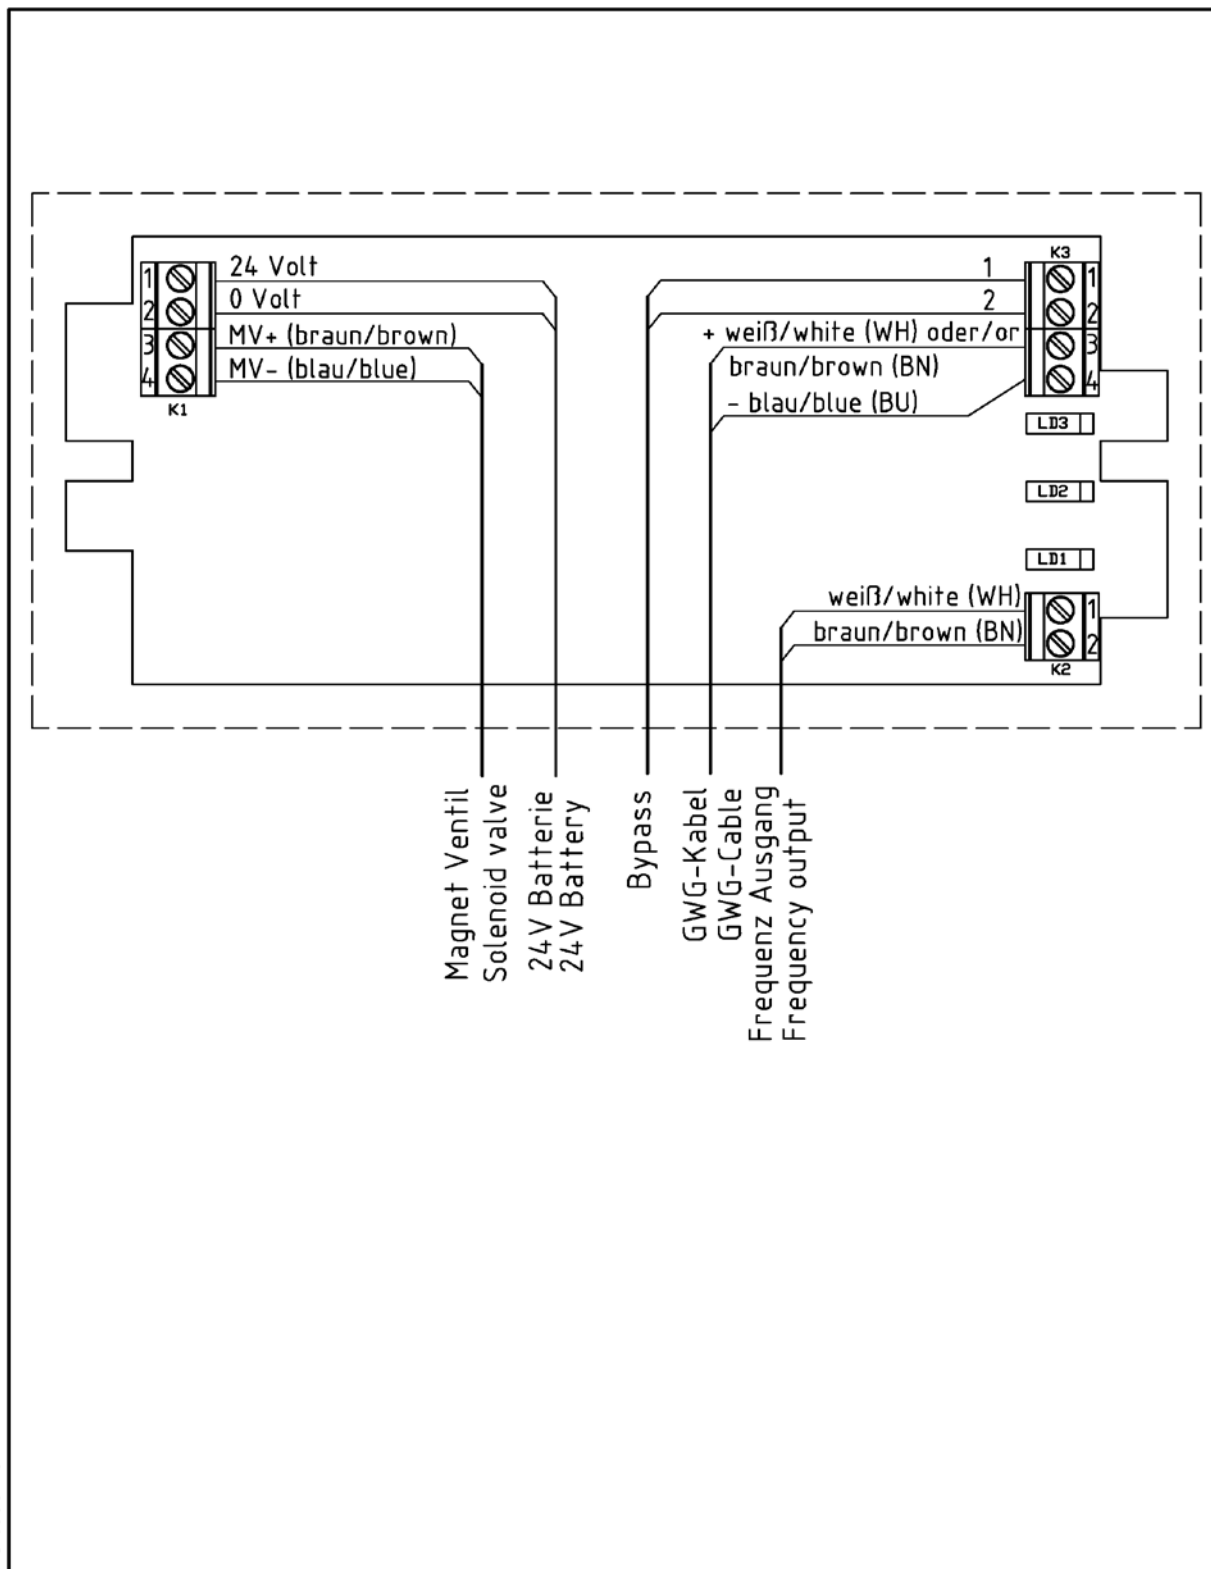 24 Volt
0 Volt
MV+ (braun/brown)
MV- (blau/blue)
1
2
3
4
K1
K3
1
2
+ weiß/white (WH) oder/or
braun/brown (BN)
- blau/blue (BU)
1
2
3
4
LD3
LD2
LD1
weiß/white (WH)
braun/brown (BN)
1
2
K2
Magnet Ventil
Solenoid valve
24V Batterie
24V Battery
Bypass
GWG-Kabel
GWG-Cable
Frequenz Ausgang
Frequency output